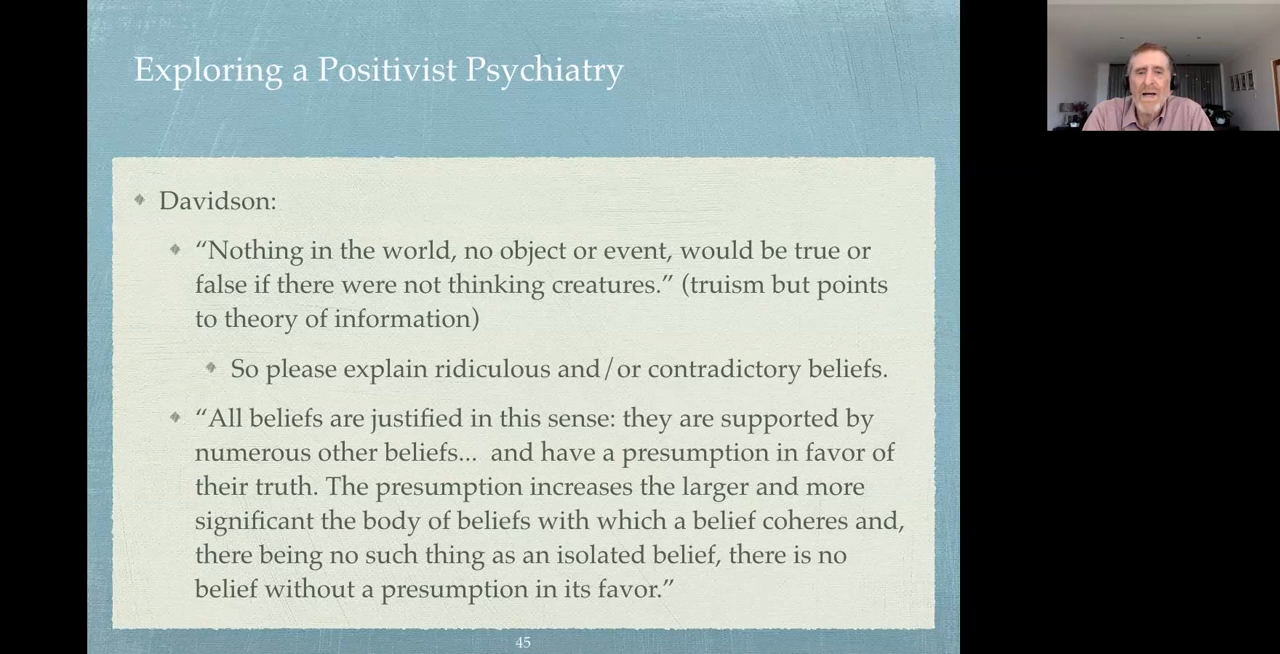 Exploring a Positivist Psychiatry
Davidson:
“Nothing in the world, no object or event, would be true or
false if there were not thinking creatures.” (truism but points
to theory of information)
So please explain ridiculous and/or contradictory beliefs.
“All beliefs are justified in this sense: they are supported by
numerous other beliefs... and have a presumption in favor of
their truth. The presumption increases the larger and more
significant the body of beliefs with which a belief coheres and,
there being no such thing as an isolated belief, there is no
belief without a presumption in its favor.”
45